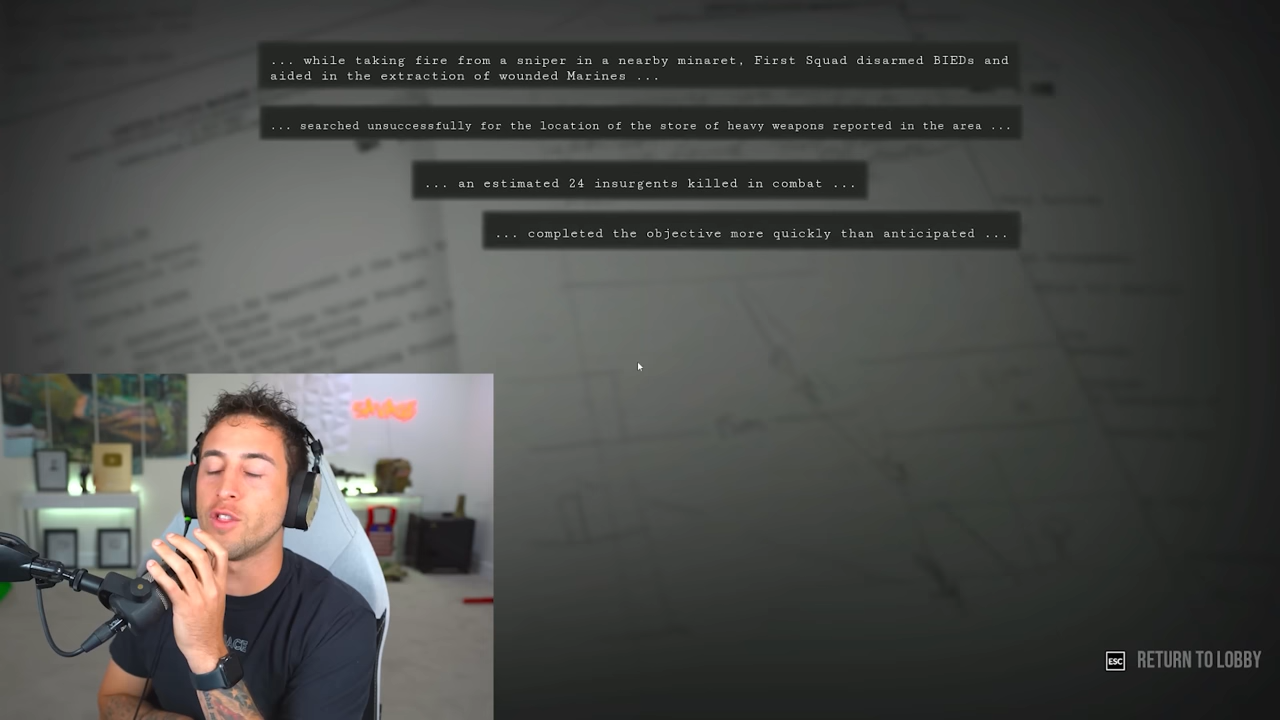 ... while taking fire from a sniper in a nearby minaret, First Squad disarmed BIEDs and
aided in the extraction of wounded Marines ...
... searched unsuccessfully for the location of the store of heavy weapons reported in the area ...
... an estimated 24 insurgents killed in combat ...
... completed the objective more quickly than anticipated ...
ESC RETURN TO LOBBY